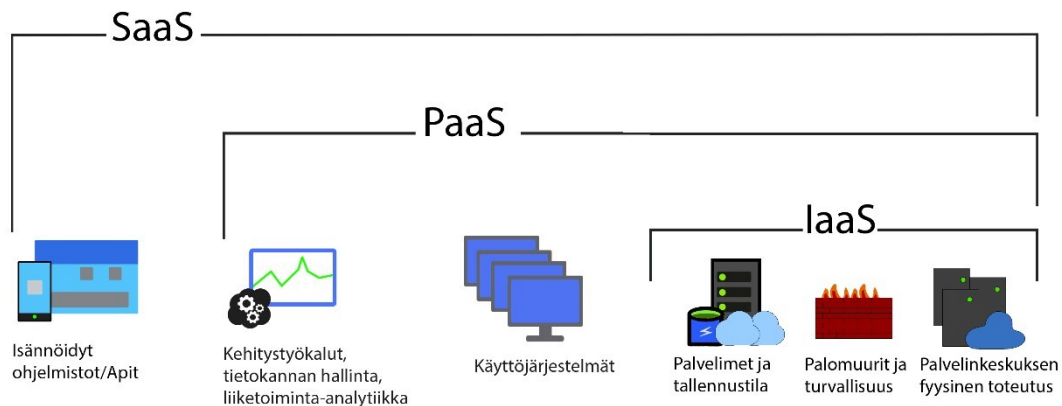 SaaS
PaaS
IaaS
Isännöidyt
ohjelmistot/Apit
Kehitystyökalut,
tietokannan hallinta,
liiketoiminta-analytiikka
Käyttöjärjestelmät
Palvelimet ja
tallennustila
Palomuurit ja
turvallisuus
Palvelinkeskuksen
fyysinen toteutus